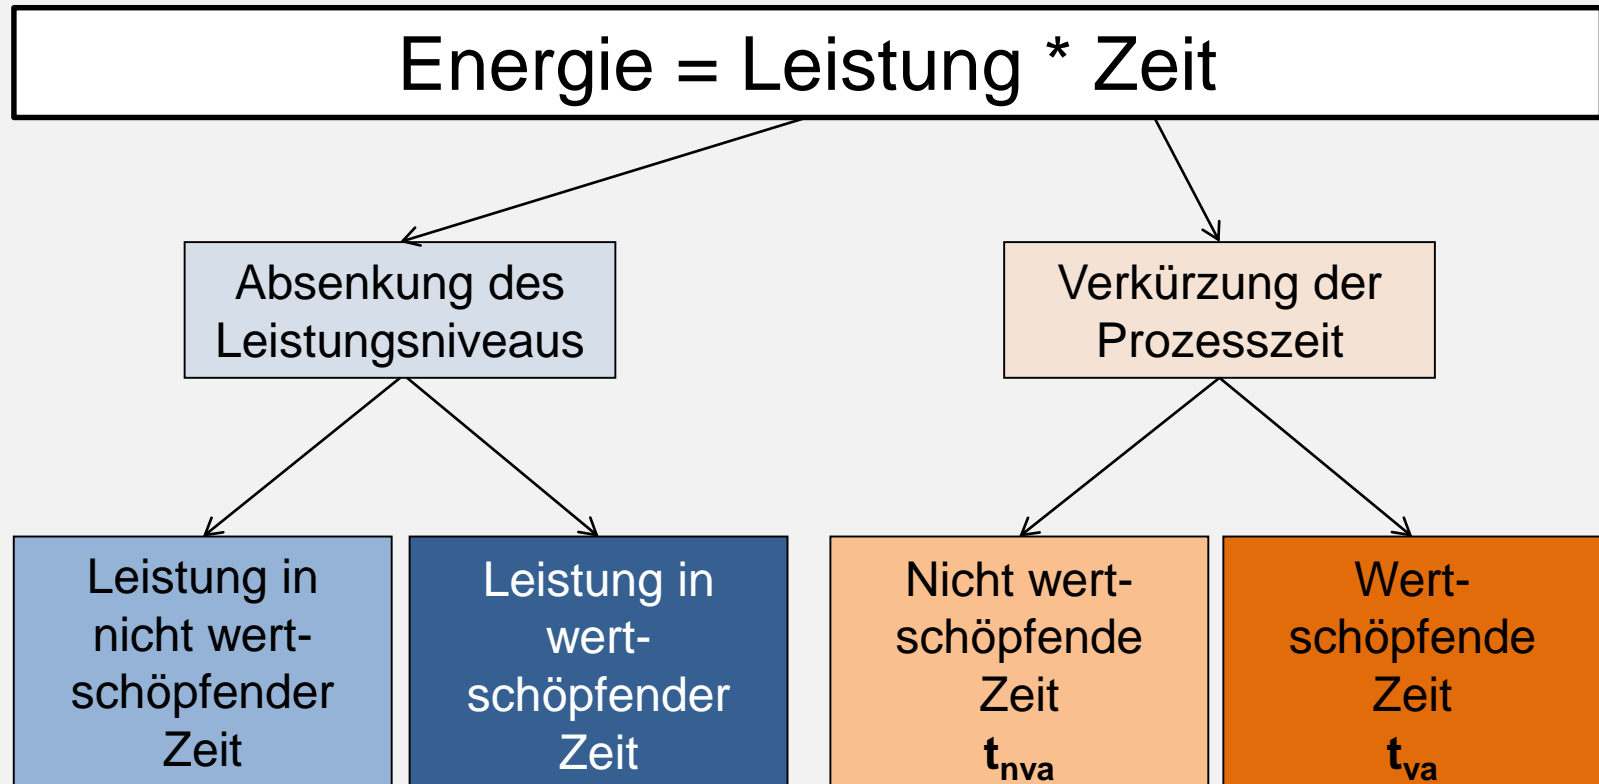 Energie = Leistung * Zeit
Absenkung des
Leistungsniveaus
Verkürzung der
Prozesszeit
Leistung in
nicht wert-
schöpfender
Zeit
Leistung in
wert-
schöpfender
Zeit
Nicht wert-
schöpfende
Zeit
tnva
Wert-
schöpfende
Zeit
tva